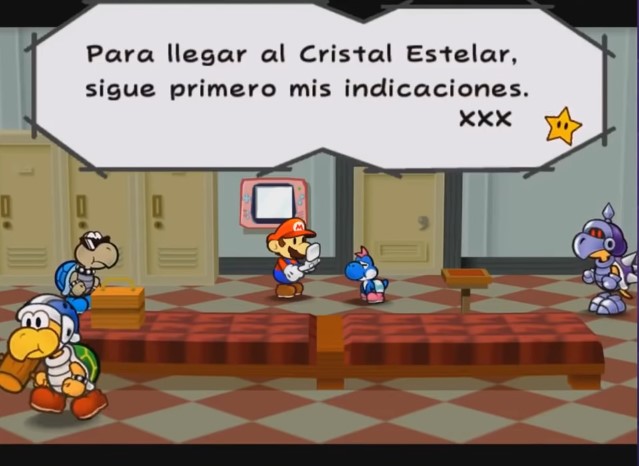 Para llegar al Cristal Estelar,
sigue primero mis indicaciones.
XXX
M